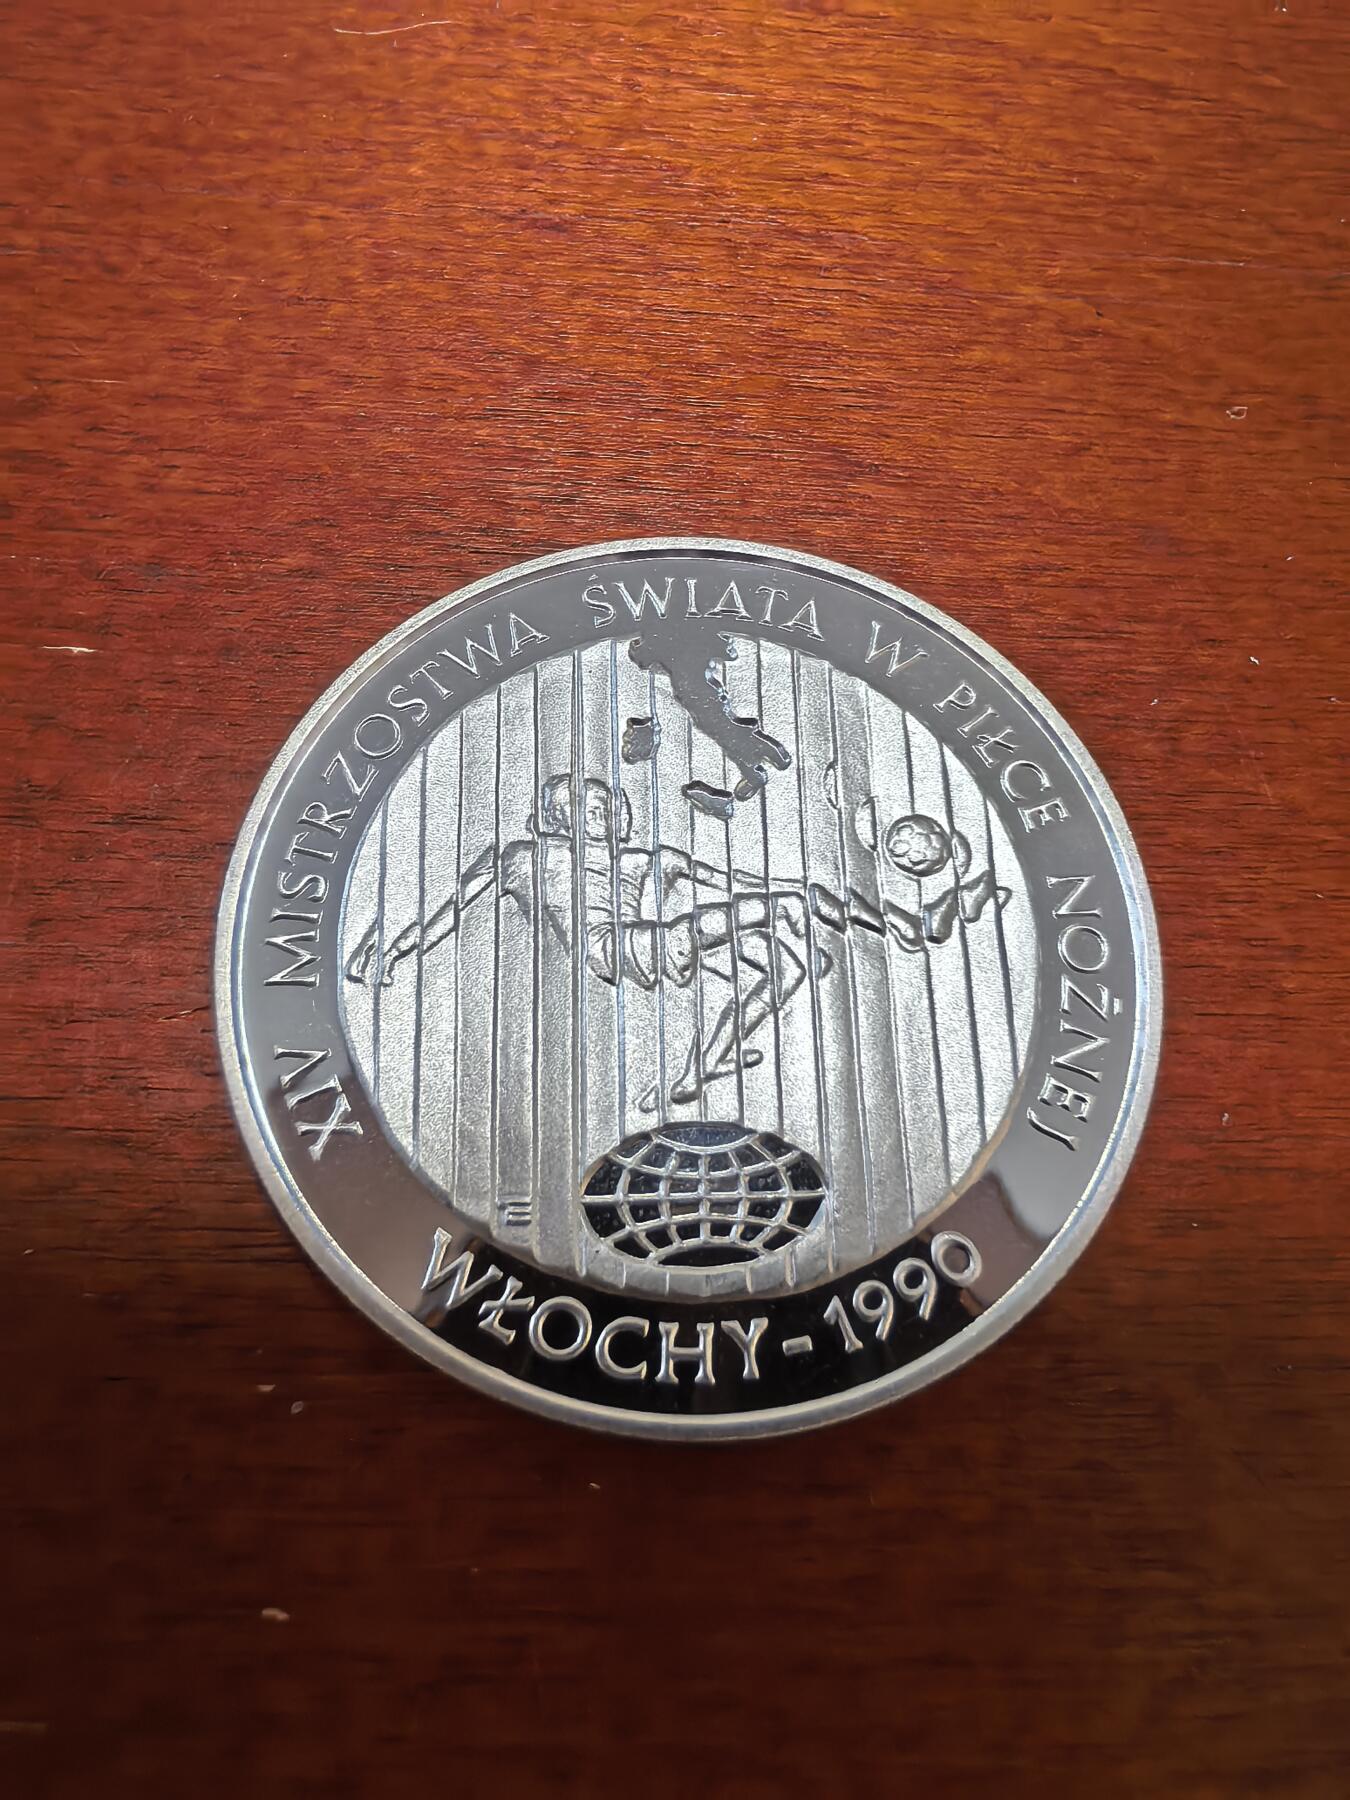 XIV MISTRZOSTWA ŚWIATA W PIŁCE NOŻNEJ
WŁOCHY - 1990